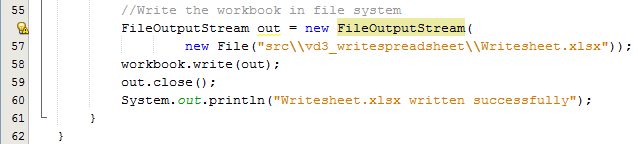 55 //Write the workbook in file system
FileOutputStream out = new FileOutputStream(
57 new File("src\\vd3_writespreadsheet\\Writesheet.xlsx"));
58 workbook.write(out);
59 out.close();
60 System.out.println("Writesheet.xlsx written successfully");
61 }
62 }